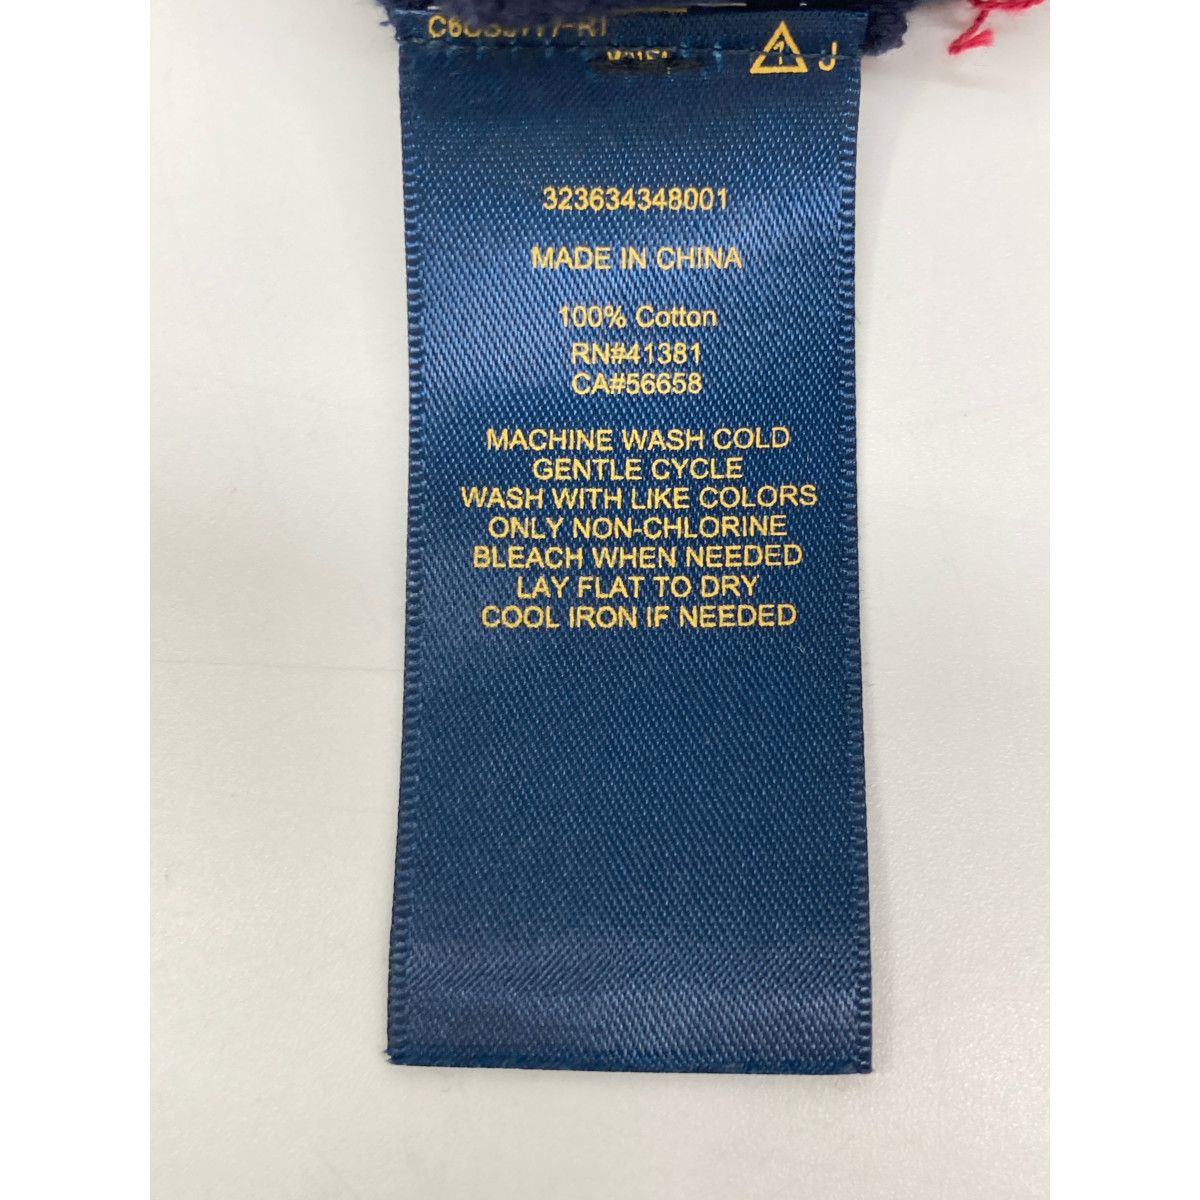 1
J
323634348001
MADE IN CHINA
100% Cotton
RN#41381
CA#56658
MACHINE WASH COLD
GENTLE CYCLE
WASH WITH LIKE COLORS
ONLY NON-CHLORINE
BLEACH WHEN NEEDED
LAY FLAT TO DRY
COOL IRON IF NEEDED